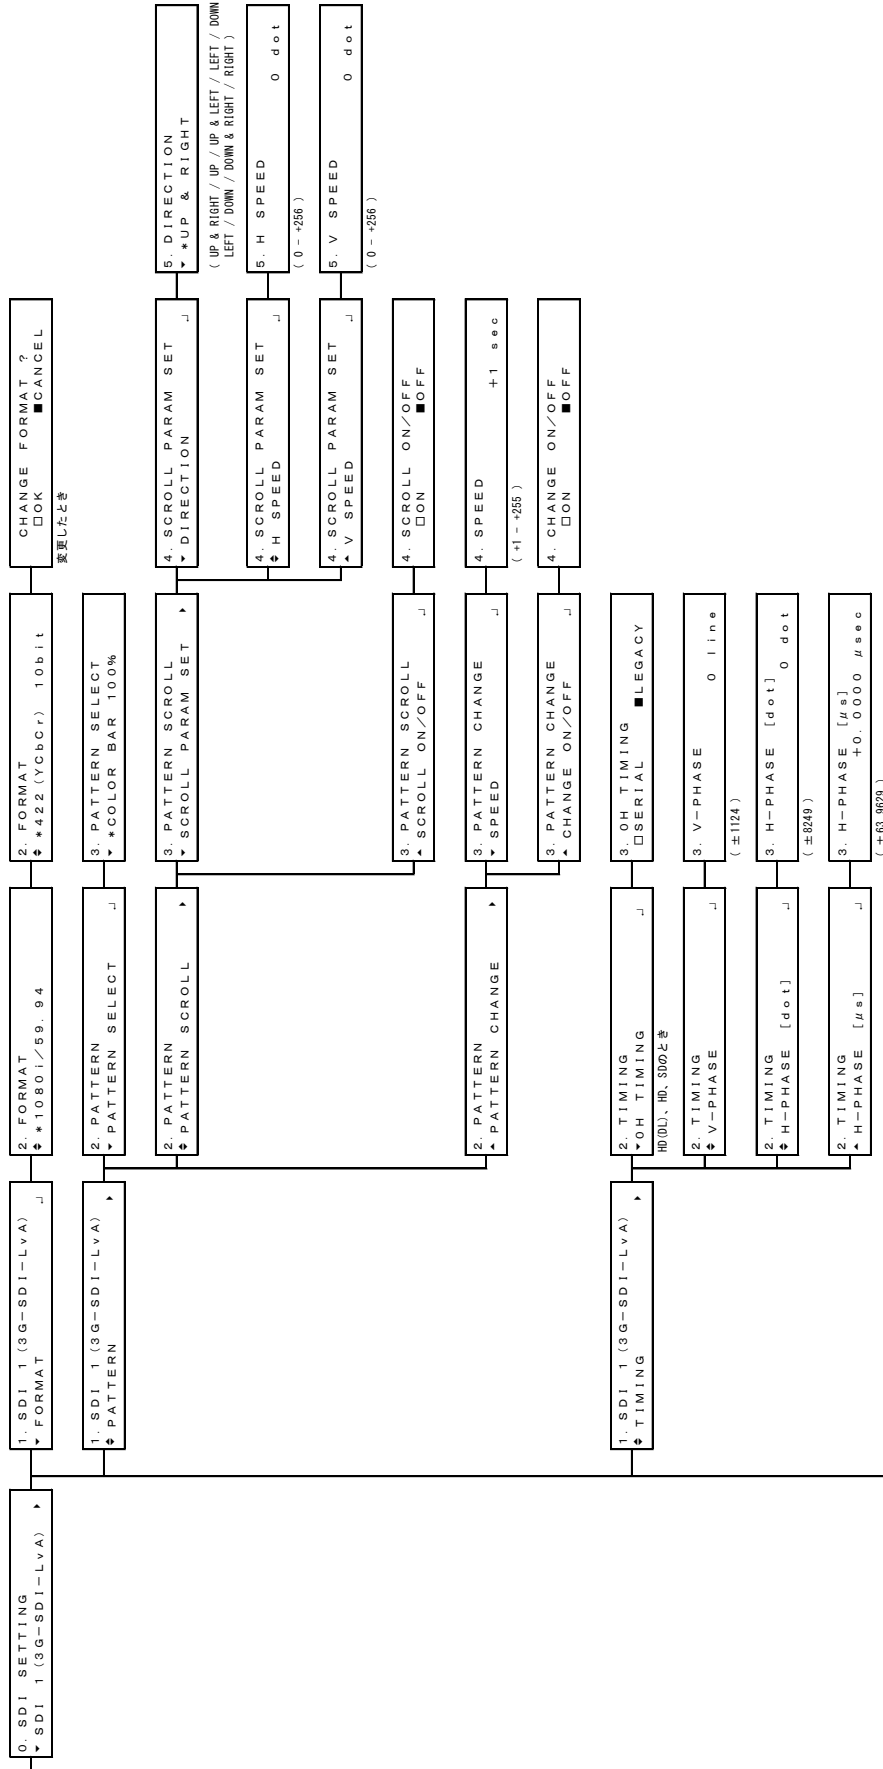 0. SDI SETTING
▼ SDI 1 (3G-SDI-LvA) ▶
1. SDI 1 (3G-SDI-LvA)
▼ FORMAT ↵
2. FORMAT
◆ *1080i/59.94
2. FORMAT
◆ *422 (YCbCr) 10bit
CHANGE FORMAT ?
□OK ■CANCEL
変更したとき
1. SDI 1 (3G-SDI-LvA)
◆ PATTERN ▶
2. PATTERN
▼ PATTERN SELECT ↵
3. PATTERN SELECT
▼ *COLOR BAR 100%
2. PATTERN
◆ PATTERN SCROLL ▶
3. PATTERN SCROLL
▼ SCROLL PARAM SET ▶
4. SCROLL PARAM SET
▼ DIRECTION ↵
5. DIRECTION
▼ *UP & RIGHT
( UP & RIGHT / UP / UP & LEFT / LEFT / DOWN
LEFT / DOWN / DOWN & RIGHT / RIGHT )
4. SCROLL PARAM SET
◆ H SPEED ↵
5. H SPEED
0 dot
( 0 - +256 )
4. SCROLL PARAM SET
▲ V SPEED ↵
5. V SPEED
0 dot
( 0 - +256 )
3. PATTERN SCROLL
▲ SCROLL ON/OFF ↵
4. SCROLL ON/OFF
□ON ■OFF
2. PATTERN
▲ PATTERN CHANGE ▶
3. PATTERN CHANGE
▼ SPEED ↵
4. SPEED
+1 sec
( +1 - +255 )
3. PATTERN CHANGE
▲ CHANGE ON/OFF ↵
4. CHANGE ON/OFF
□ON ■OFF
1. SDI 1 (3G-SDI-LvA)
◆ TIMING ▶
2. TIMING
▼OH TIMING ↵
HD(DL)、HD、SDのとき
3. OH TIMING
□SERIAL ■LEGACY
2. TIMING
◆ V-PHASE ↵
3. V-PHASE
0 line
( ±1124 )
2. TIMING
◆ H-PHASE [dot] ↵
3. H-PHASE [dot]
0 dot
( ±8249 )
2. TIMING
▲ H-PHASE [μs] ↵
3. H-PHASE [μs]
+0.0000 μsec
( ±63.9629 )